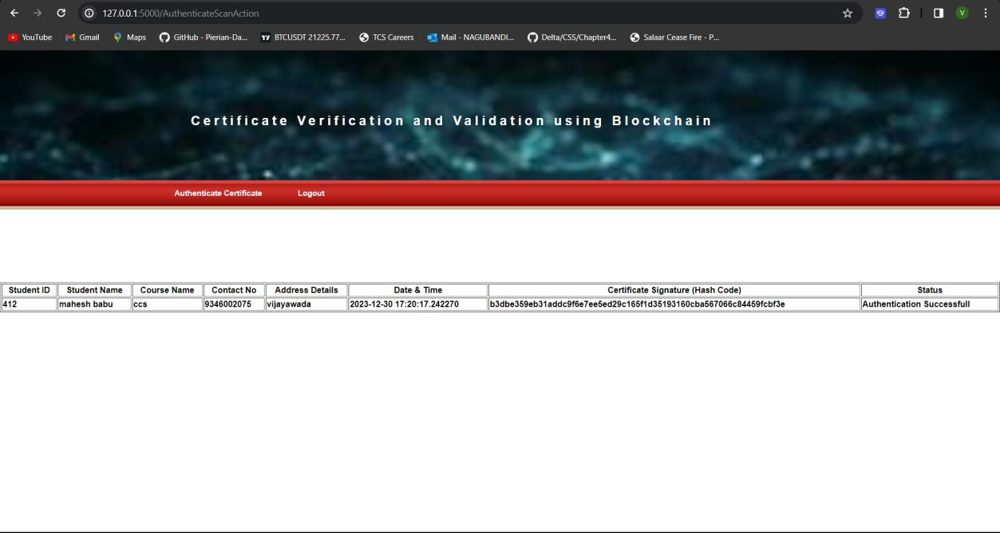 127.0.0.1:5000/AuthenticateScanAction
YouTube Gmail Maps GitHub - Pierian-Da... BTCUSDT 21225.77... TCS Careers Mail - NAGUBANDI... Delta/CSS/Chapter4... Salaar Cease Fire - P...
Certificate Verification and Validation using Blockchain
Authenticate Certificate Logout
Student ID Student Name Course Name Contact No Address Details Date & Time Certificate Signature (Hash Code) Status
412 mahesh babu ccs 9346002075 vijayawada 2023-12-30 17:20:17.242270 b3dbe359eb31addc9f6e7ee5ed29c165f1d35193160cba567066c84459fcbf3e Authentication Successfull